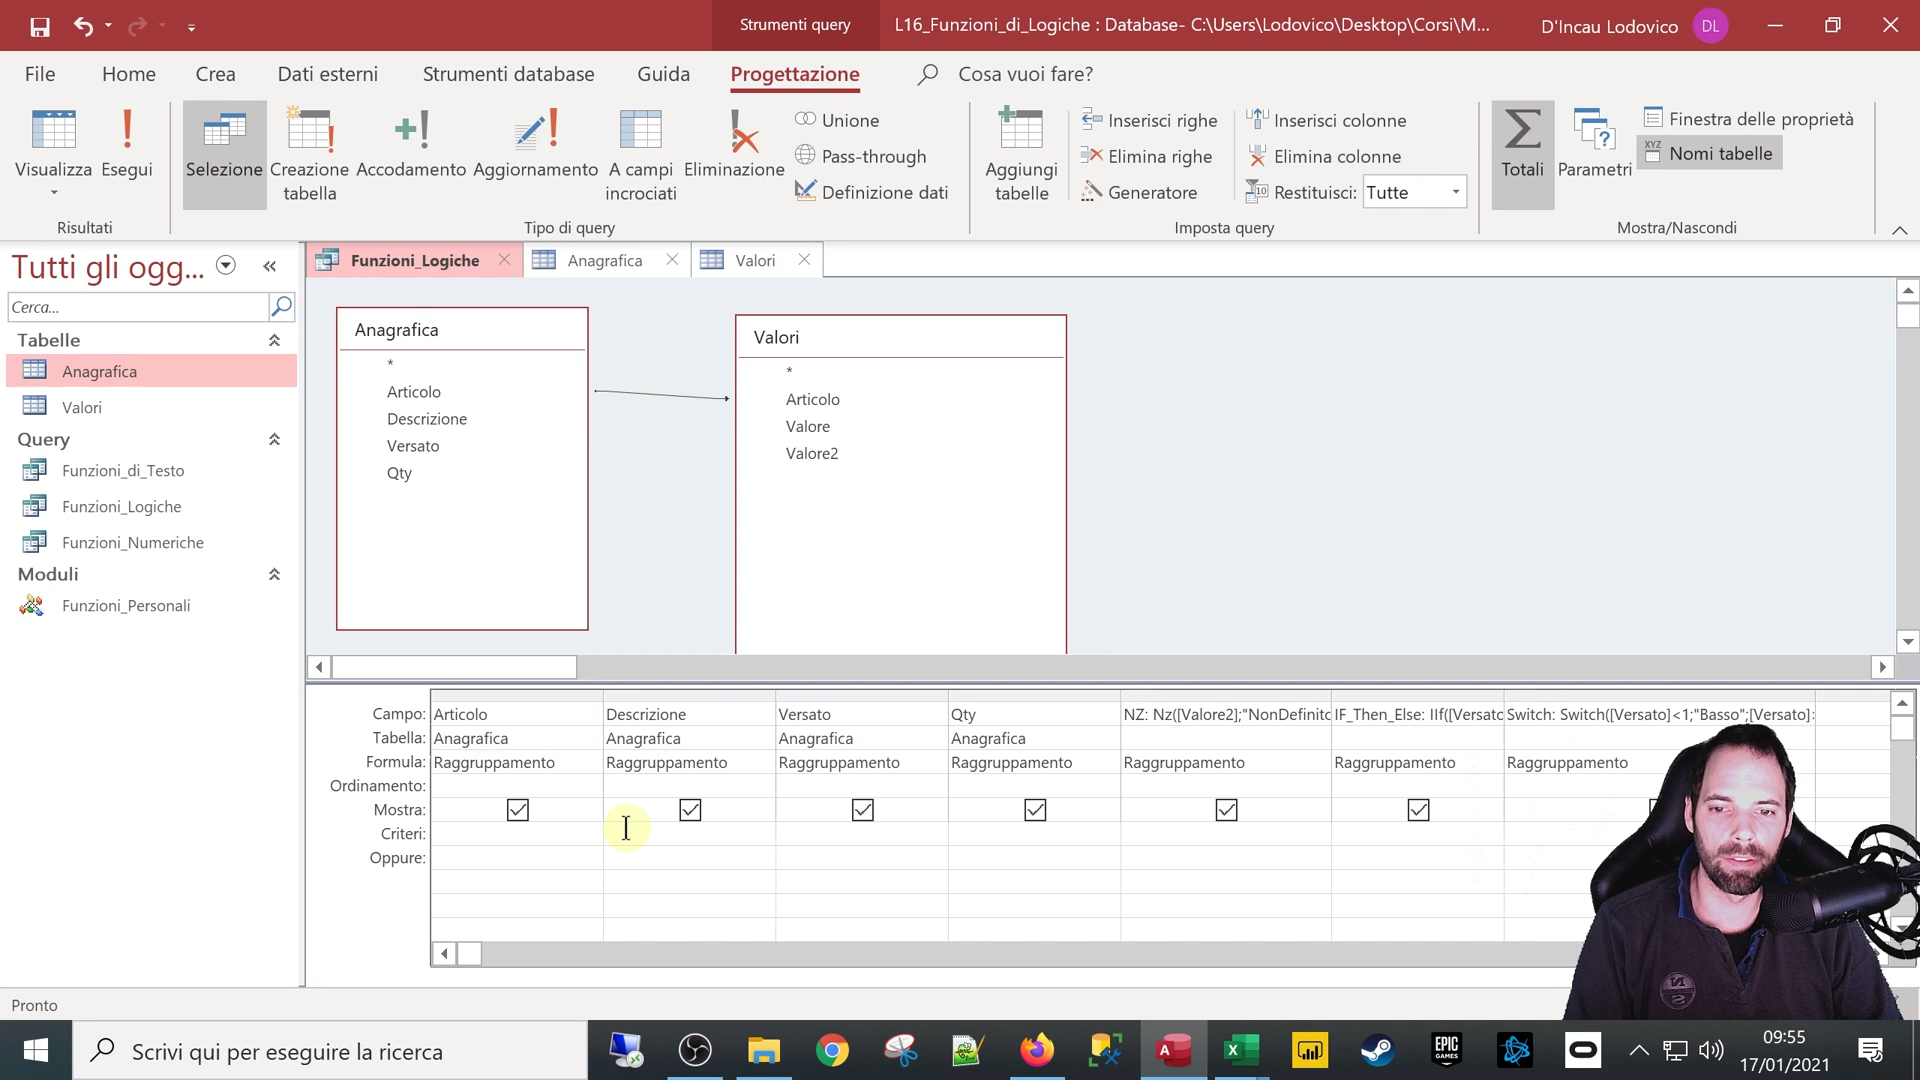 Strumenti query
L16_Funzioni_di_Logiche : Database- C:\Users\Lodovico\Desktop\Corsi\M...
D'Incau Lodovico
DL
File
Home
Crea
Dati esterni
Strumenti database
Guida
Progettazione
Cosa vuoi fare?
Visualizza
Esegui
Risultati
Selezione
Creazione tabella
Accodamento
Aggiornamento
A campi incrociati
Eliminazione
Unione
Pass-through
Definizione dati
Tipo di query
Aggiungi tabelle
Inserisci righe
Elimina righe
Generatore
Inserisci colonne
Elimina colonne
Restituisci: Tutte
Imposta query
Totali
Parametri
Finestra delle proprietà
XYZ Nomi tabelle
Mostra/Nascondi
Tutti gli ogg...
Cerca...
Tabelle
Anagrafica
Valori
Query
Funzioni_di_Testo
Funzioni_Logiche
Funzioni_Numeriche
Moduli
Funzioni_Personali
Funzioni_Logiche
Anagrafica
Valori
Anagrafica
*
Articolo
Descrizione
Versato
Qty
Valori
*
Articolo
Valore
Valore2
Campo: Articolo Descrizione Versato Qty NZ: Nz([Valore2];"NonDefinito IF_Then_Else: IIf([Versato Switch: Switch([Versato]<1;"Basso";[Versato]:
Tabella: Anagrafica Anagrafica Anagrafica Anagrafica
Formula: Raggruppamento Raggruppamento Raggruppamento Raggruppamento Raggruppamento Raggruppamento Raggruppamento
Ordinamento:
Mostra:
Criteri:
Oppure:
Pronto
Scrivi qui per eseguire la ricerca
EPIC GAMES
09:55
17/01/2021